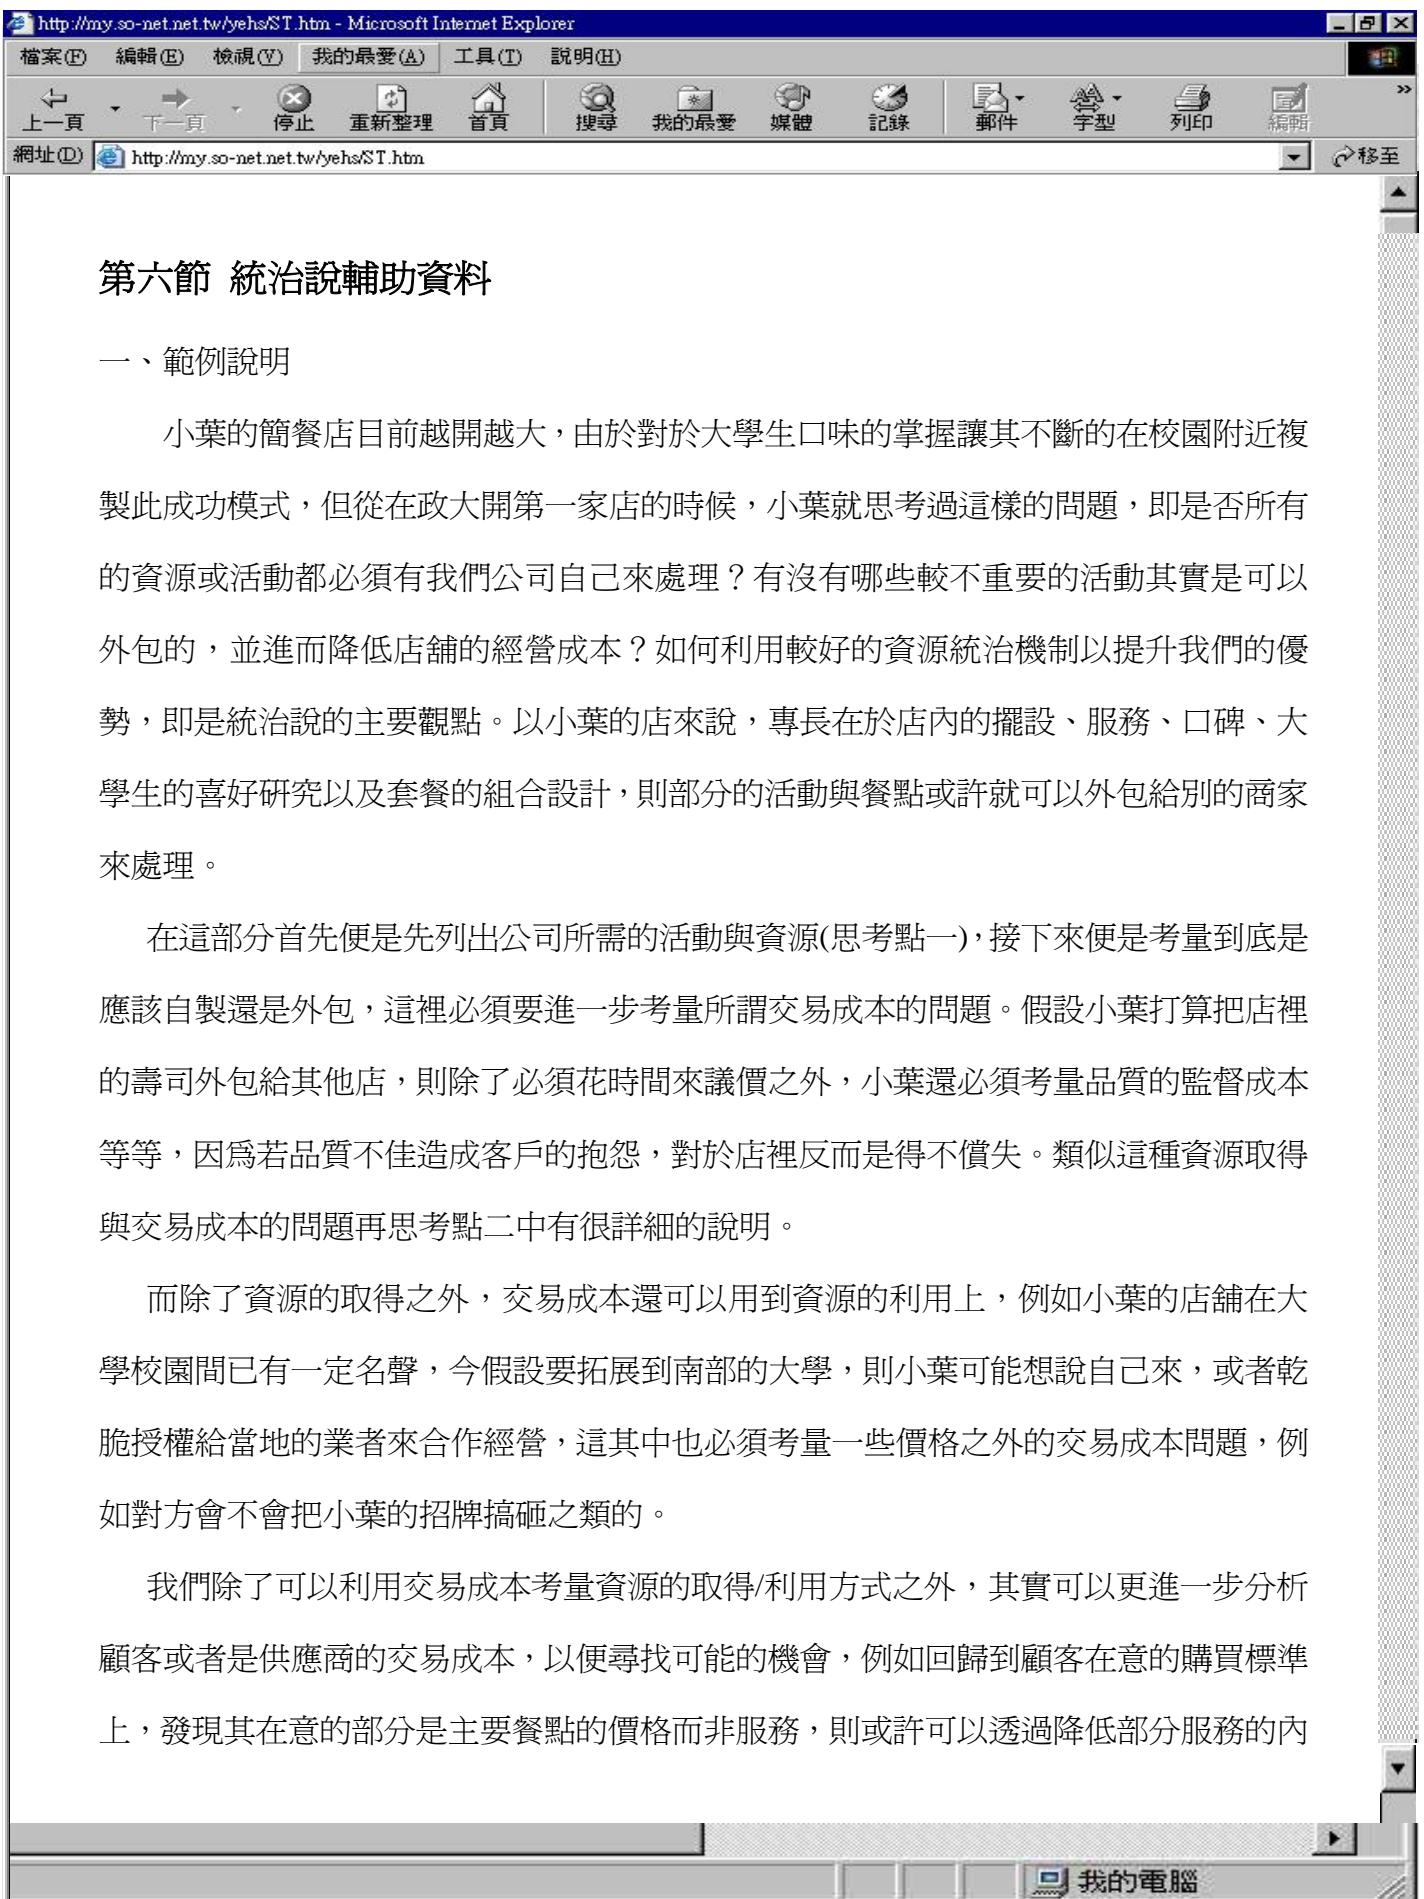 http://my.so-net.net.tw/yehs/ST.htm - Microsoft Internet Explorer
檔案(F) 編輯(E) 檢視(V) 我的最愛(A) 工具(T) 說明(H)
上一頁 下一頁 停止 重新整理 首頁 搜尋 我的最愛 媒體 記錄 郵件 字型 列印 編輯 »
網址(D) http://my.so-net.net.tw/yehs/ST.htm 移至
第六節 統治說輔助資料
一、範例說明
小葉的簡餐店目前越開越大，由於對於大學生口味的掌握讓其不斷的在校園附近複
製此成功模式，但從在政大開第一家店的時候，小葉就思考過這樣的問題，即是否所有
的資源或活動都必須有我們公司自己來處理？有沒有哪些較不重要的活動其實是可以
外包的，並進而降低店舖的經營成本？如何利用較好的資源統治機制以提升我們的優
勢，即是統治說的主要觀點。以小葉的店來說，專長在於店內的擺設、服務、口碑、大
學生的喜好研究以及套餐的組合設計，則部分的活動與餐點或許就可以外包給別的商家
來處理。
在這部分首先便是先列出公司所需的活動與資源(思考點一)，接下來便是考量到底是
應該自製還是外包，這裡必須要進一步考量所謂交易成本的問題。假設小葉打算把店裡
的壽司外包給其他店，則除了必須花時間來議價之外，小葉還必須考量品質的監督成本
等等，因為若品質不佳造成客戶的抱怨，對於店裡反而是得不償失。類似這種資源取得
與交易成本的問題再思考點二中有很詳細的說明。
而除了資源的取得之外，交易成本還可以用到資源的利用上，例如小葉的店舖在大
學校園間已有一定名聲，今假設要拓展到南部的大學，則小葉可能想說自己來，或者乾
脆授權給當地的業者來合作經營，這其中也必須考量一些價格之外的交易成本問題，例
如對方會不會把小葉的招牌搞砸之類的。
我們除了可以利用交易成本考量資源的取得/利用方式之外，其實可以更進一步分析
顧客或者是供應商的交易成本，以便尋找可能的機會，例如回歸到顧客在意的購買標準
上，發現其在意的部分是主要餐點的價格而非服務，則或許可以透過降低部分服務的內
我的電腦